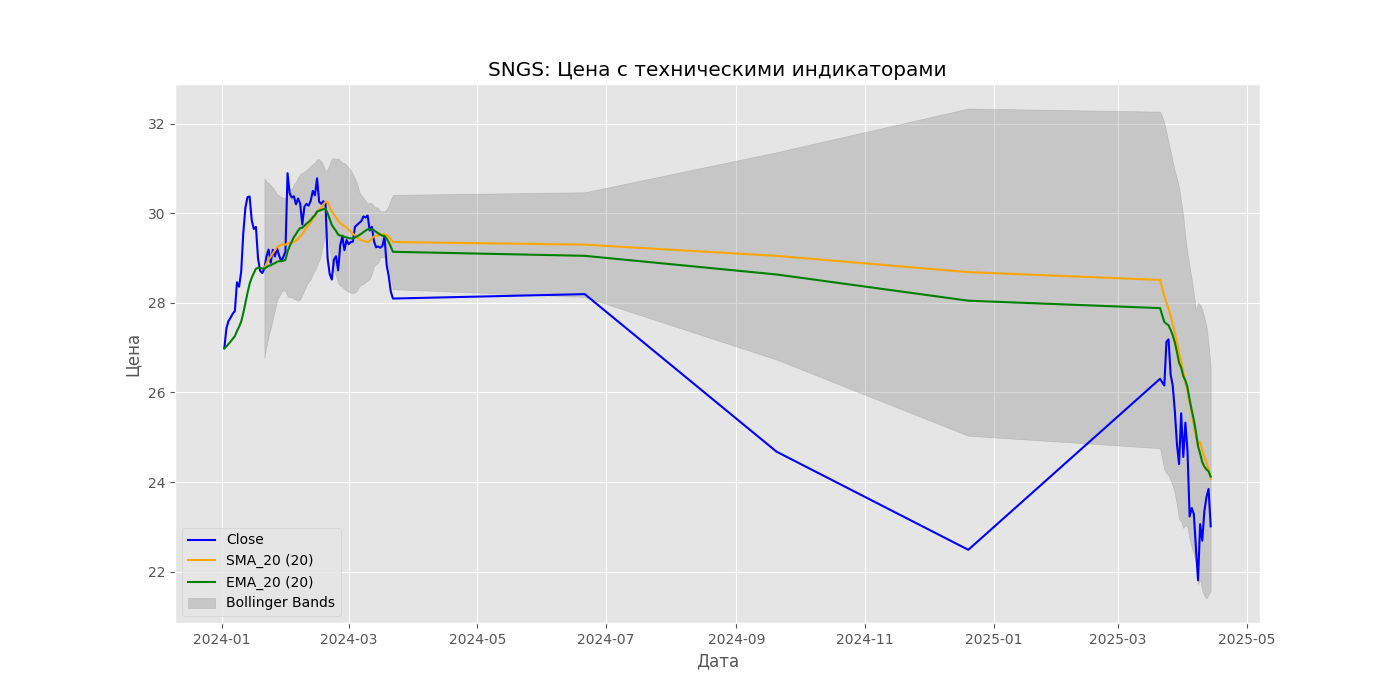 SNGS: Цена с техническими индикаторами
Цена
32
30
28
26
24
22
Close
SMA_20 (20)
EMA_20 (20)
Bollinger Bands
2024-01
2024-03
2024-05
2024-07
2024-09
2024-11
2025-01
2025-03
2025-05
Дата